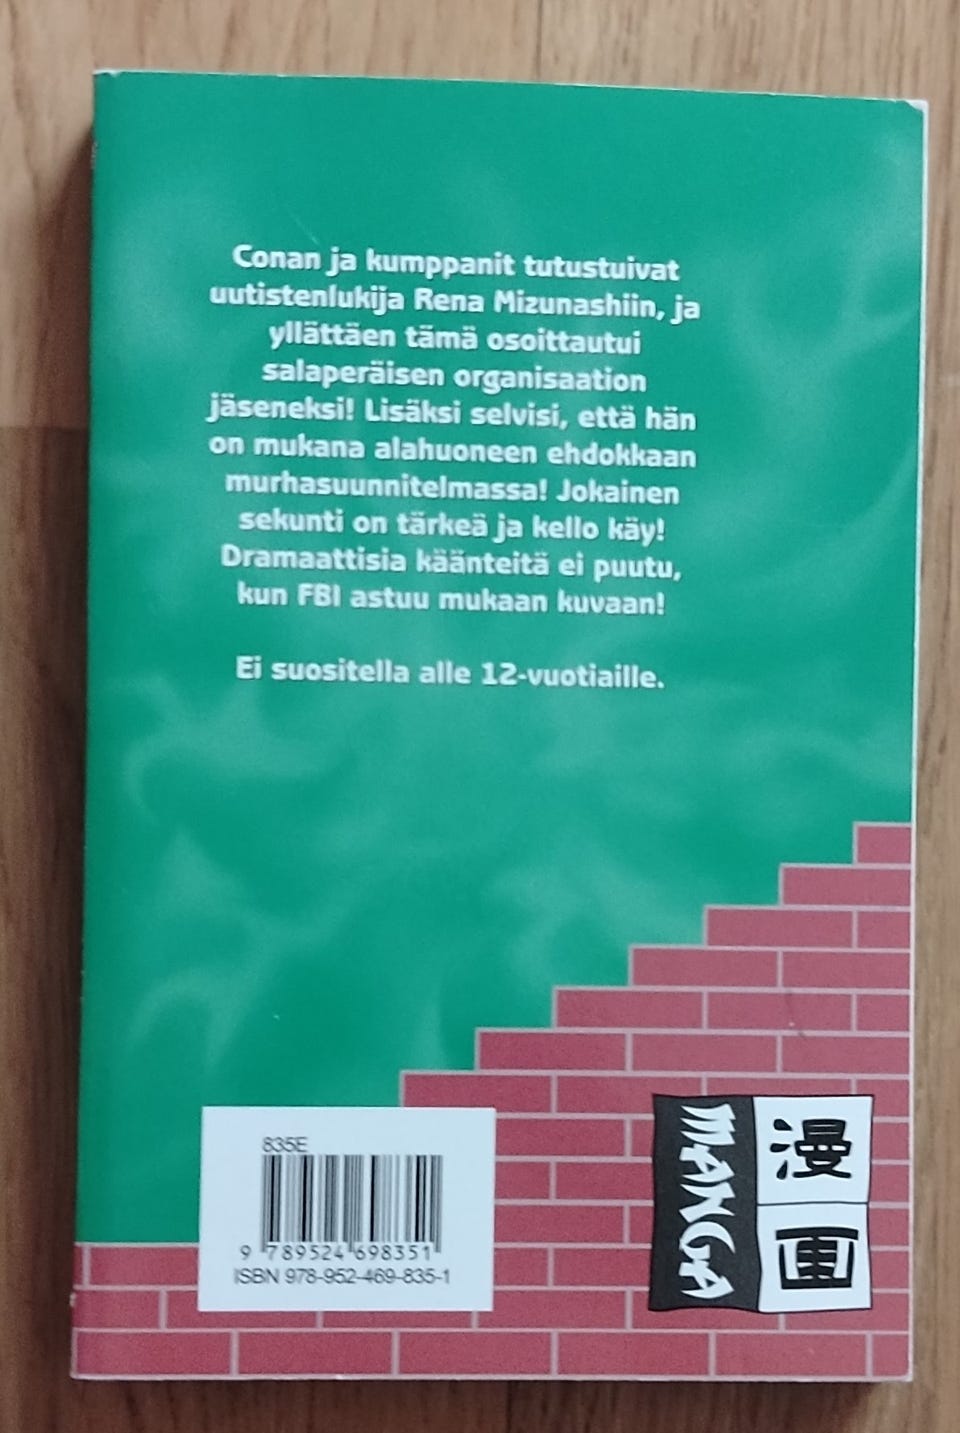 Conan ja kumppanit tutustuivat
uutistenlukija Rena Mizunashiin, ja
yllättäen tämä osoittautui
salaperäisen organisaation
jäseneksi! Lisäksi selvisi, että hän
on mukana alahuoneen ehdokkaan
murhasuunnitelmassa! Jokainen
sekunti on tärkeä ja kello käy!
Dramaattisia käänteitä ei puutu,
kun FBI astuu mukaan kuvaan!
Ei suositella alle 12-vuotiaille.
835E
9 789524 698351
ISBN 978-952-469-835-1
MANGA
漫画